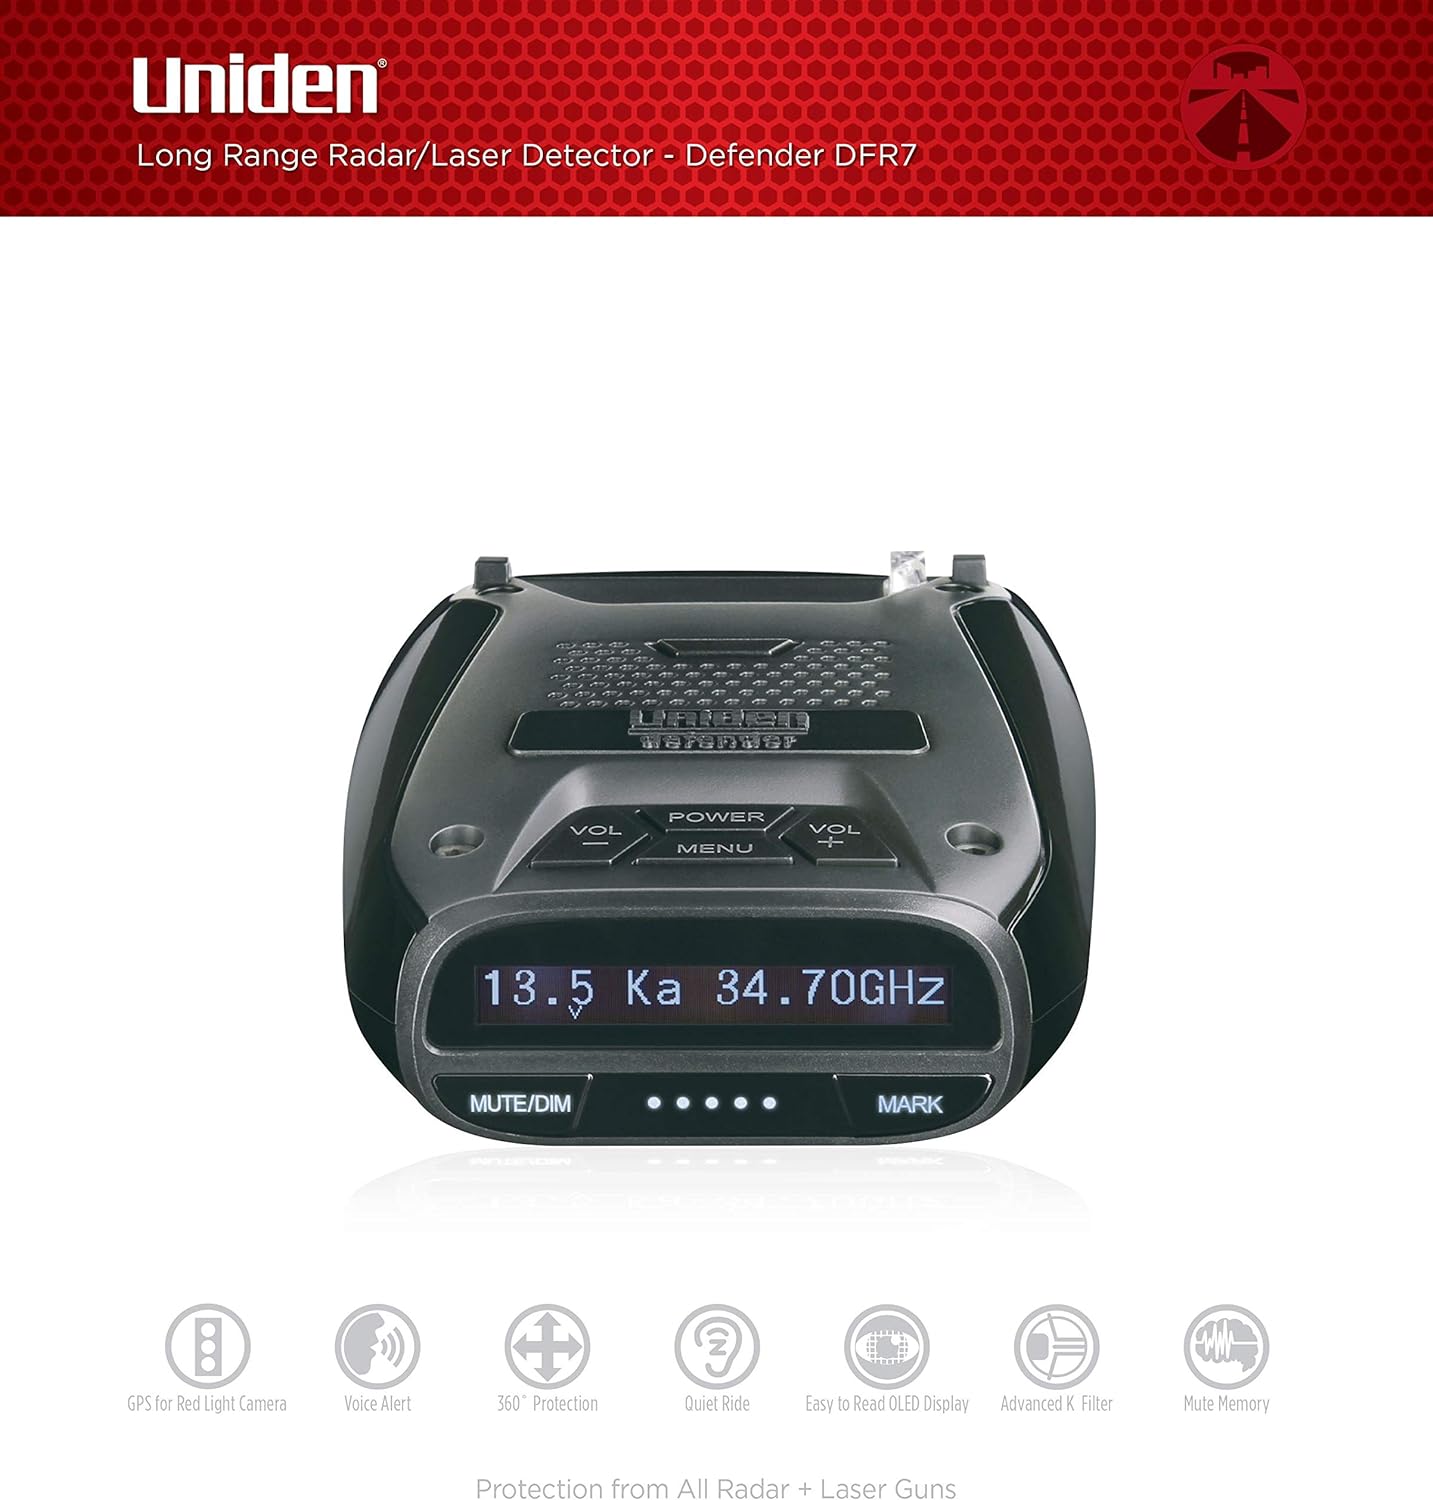 Uniden®
Long Range Radar/Laser Detector - Defender DFR7
Uniden
defender
POWER
VOL
-
VOL
+
MENU
13.5 Ka 34.70GHz
MUTE/DIM
MARK
GPS for Red Light Camera
Voice Alert
360° Protection
Quiet Ride
Easy to Read OLED Display
Advanced K Filter
Mute Memory
Protection from All Radar + Laser Guns